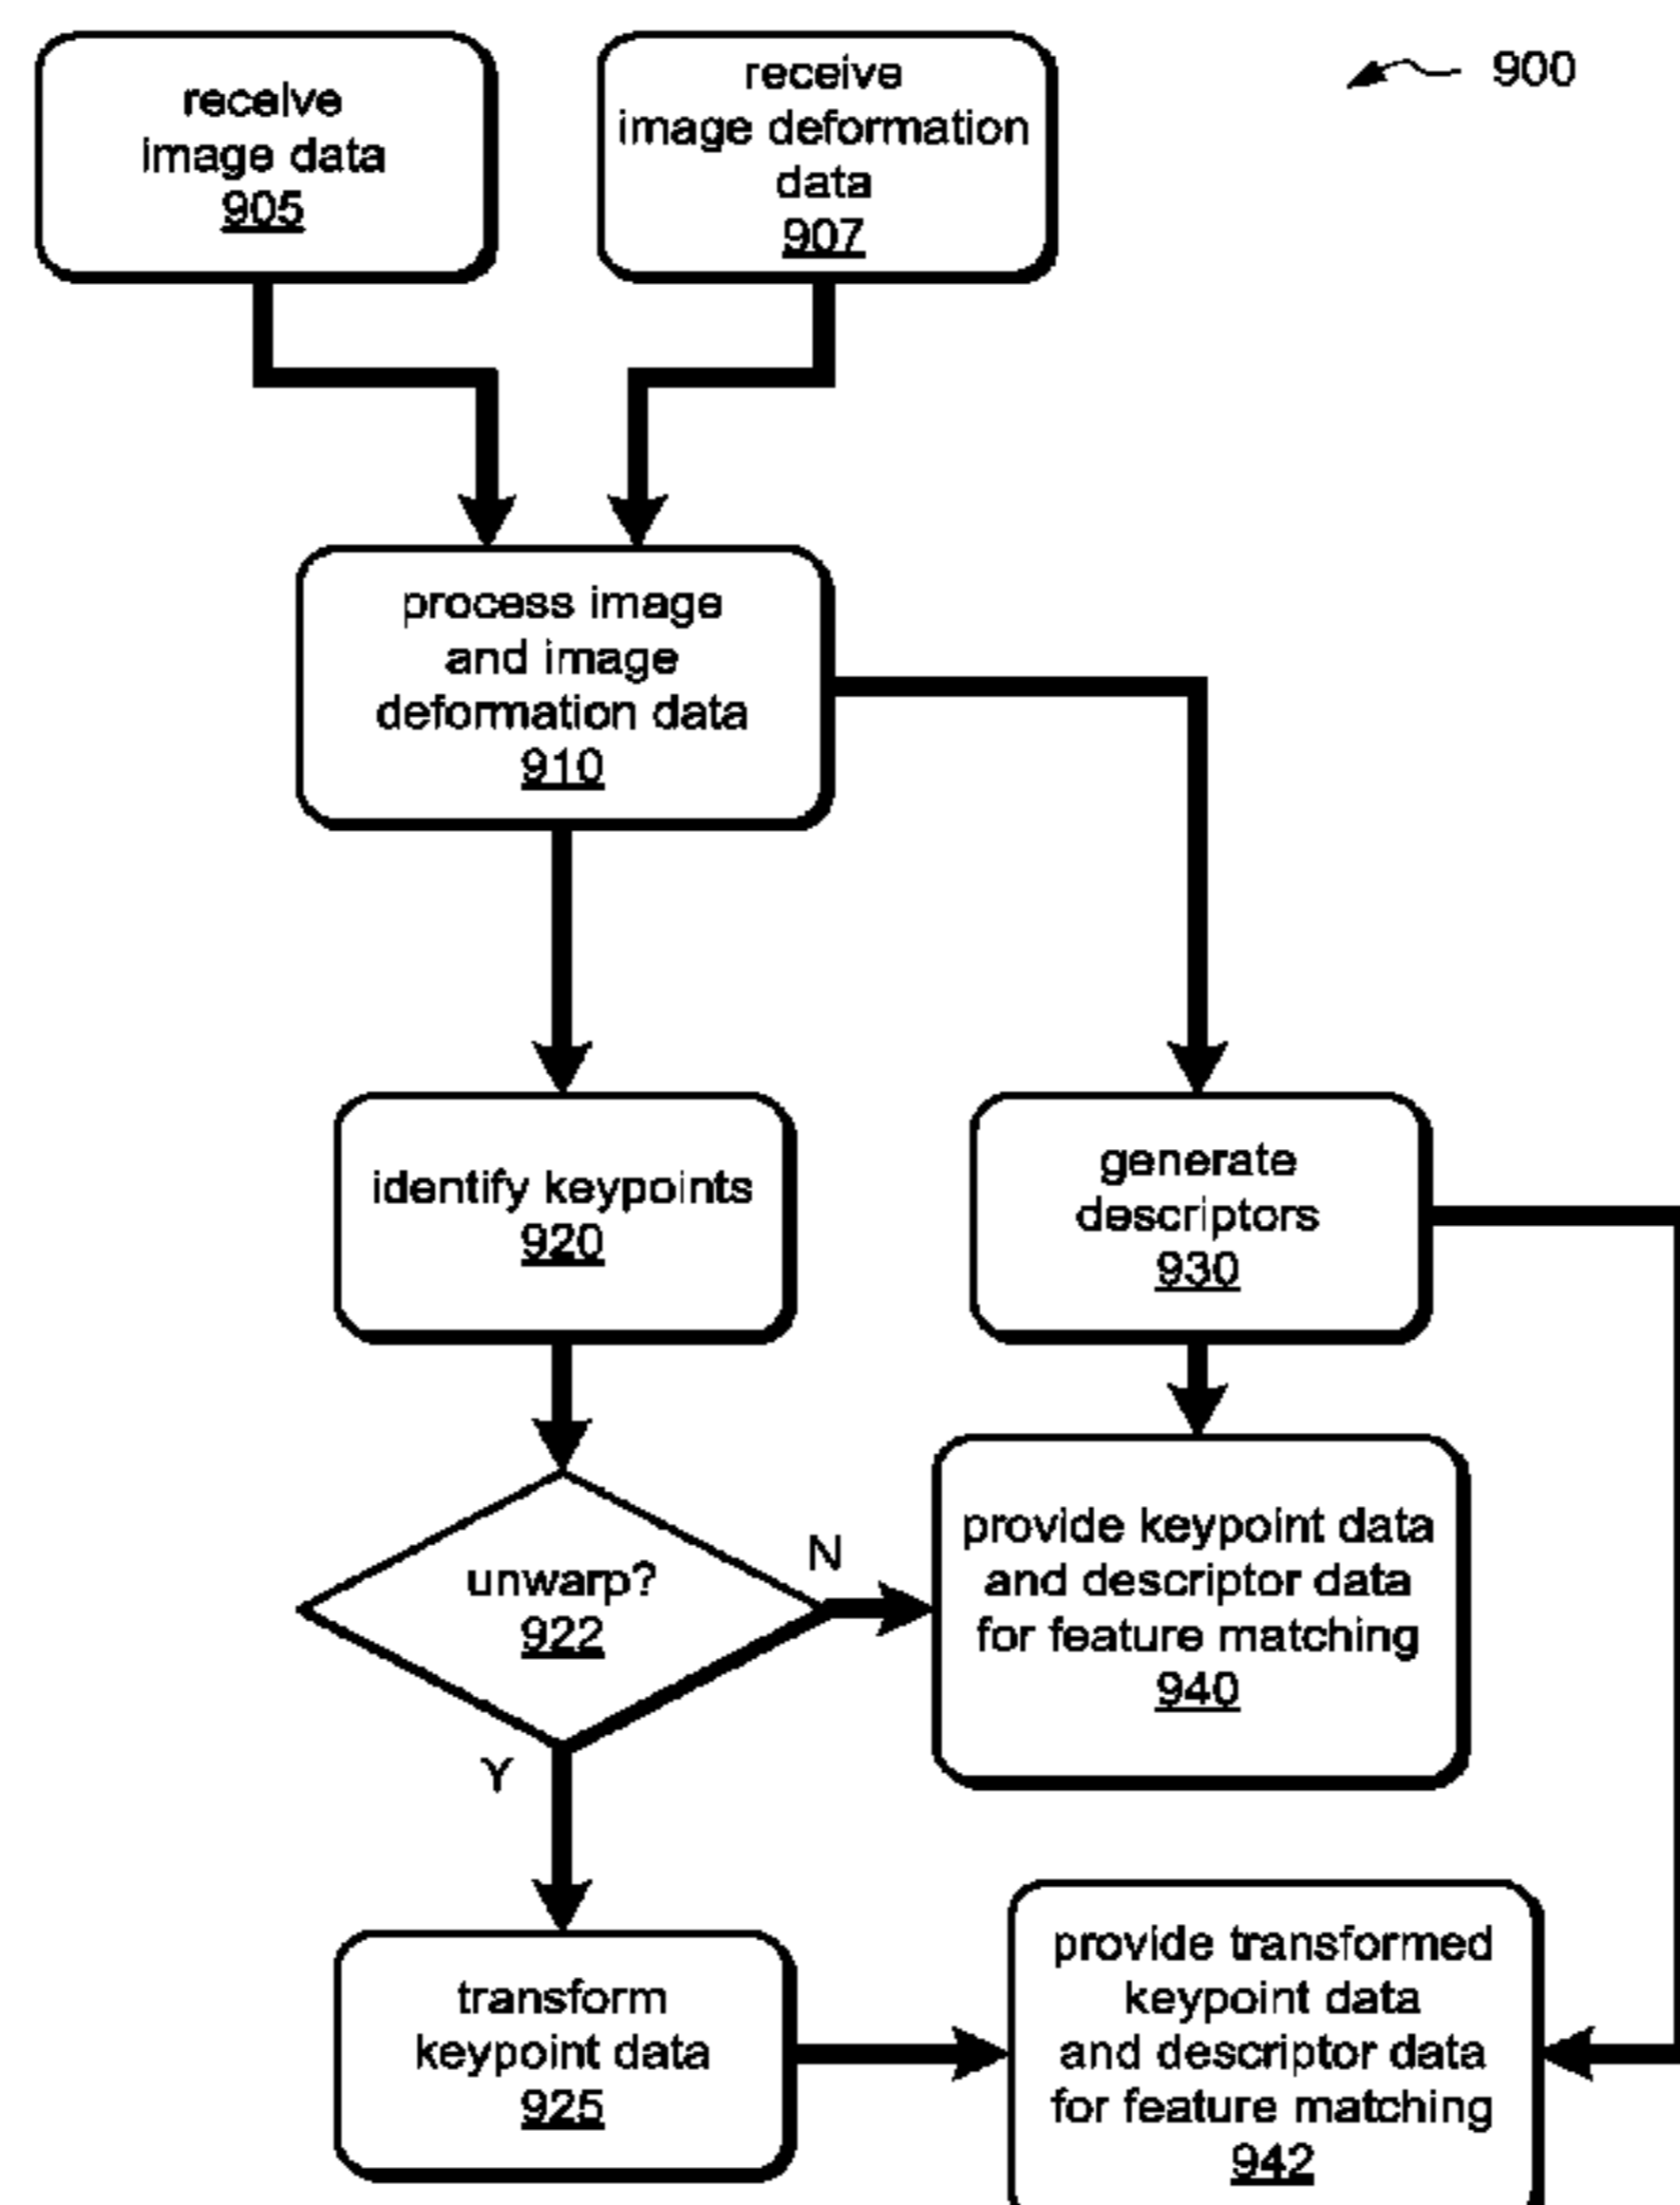 receive
image data
905
receive
image deformation
data
907
900
process image
and image
deformation data
910
identify keypoints
920
generate
descriptors
930
unwarp?
922
N
Y
provide keypoint data
and descriptor data
for feature matching
940
transform
keypoint data
925
provide transformed
keypoint data
and descriptor data
for feature matching
942